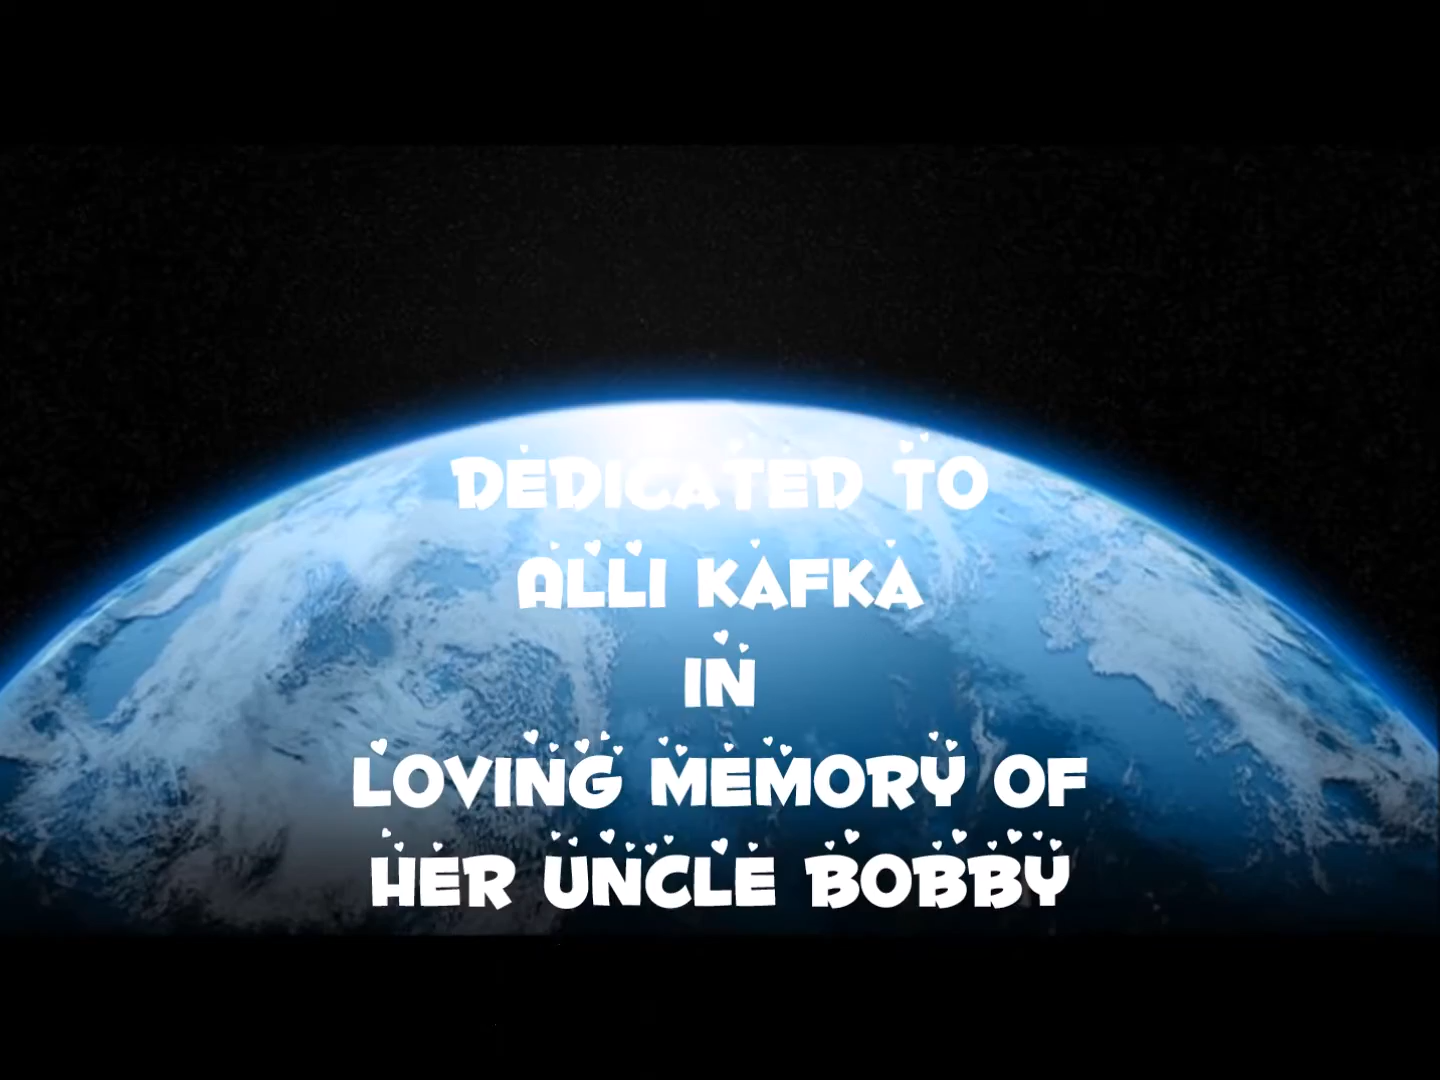 DEDICATED TO
ALLI KAFKA
IN
LOVING MEMORY OF
HER UNCLE BOBBY